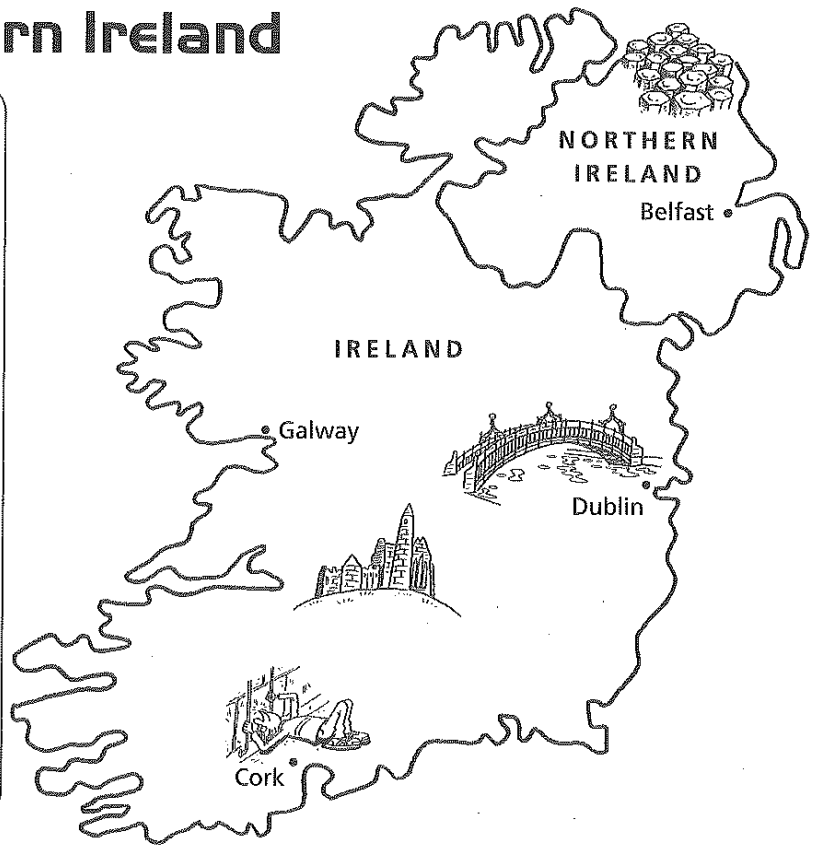 rn Ireland
NORTHERN
IRELAND
Belfast
IRELAND
Galway
Dublin
Cork